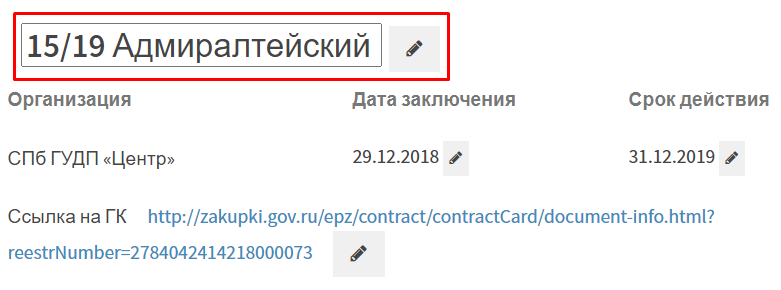 15/19 Адмиралтейский
Организация Дата заключения Срок действия
СПб ГУДП «Центр» 29.12.2018 31.12.2019
Ссылка на ГК http://zakupki.gov.ru/epz/contract/contractCard/document-info.html?
reestrNumber=2784042414218000073